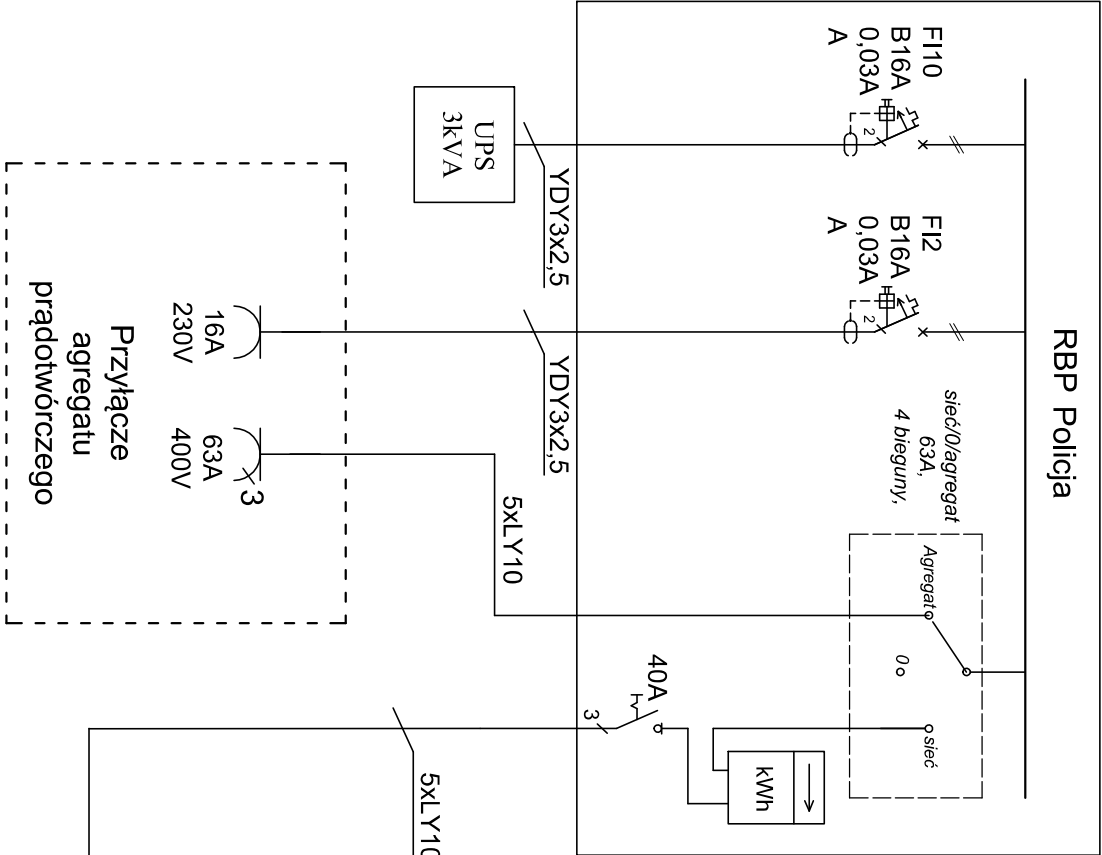 RBP Policja
FI10
B16A
0,03A
A
2
FI2
B16A
0,03A
A
2
sieć/0/agregat
63A,
4 bieguny,
Agregat
0
sieć
kWh
40A
3
YDY3x2,5
YDY3x2,5
5xLY10
5xLY10
UPS
3kVA
16A
230V
63A
400V
3
Przyłącze
agregatu
prądotwórczego